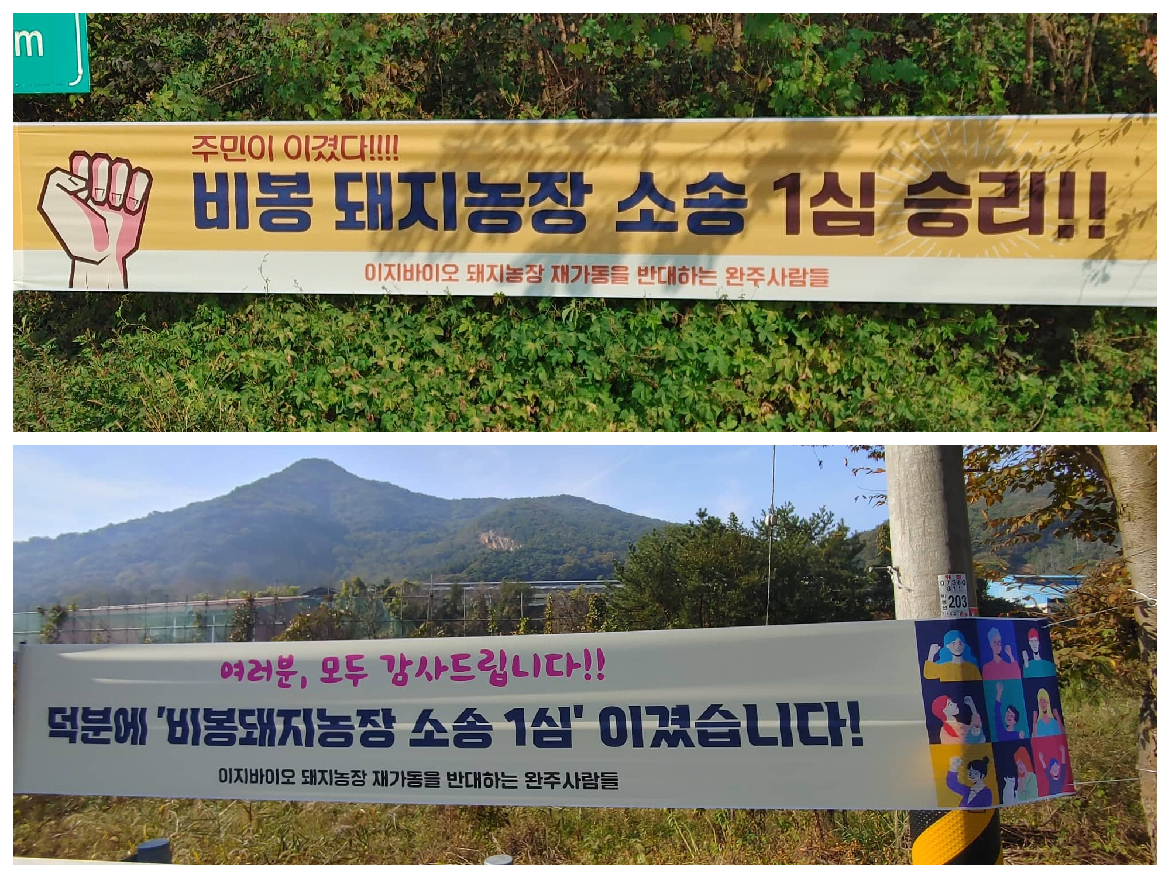 m
주민이 이겼다!!!!
비봉 돼지농장 소송 1심 승리!!
이지바이오 돼지농장 재가동을 반대하는 완주사람들
여러분, 모두 감사드립니다!!
덕분에 '비봉돼지농장 소송 1심' 이겼습니다!
이지바이오 돼지농장 재가동을 반대하는 완주사람들
203